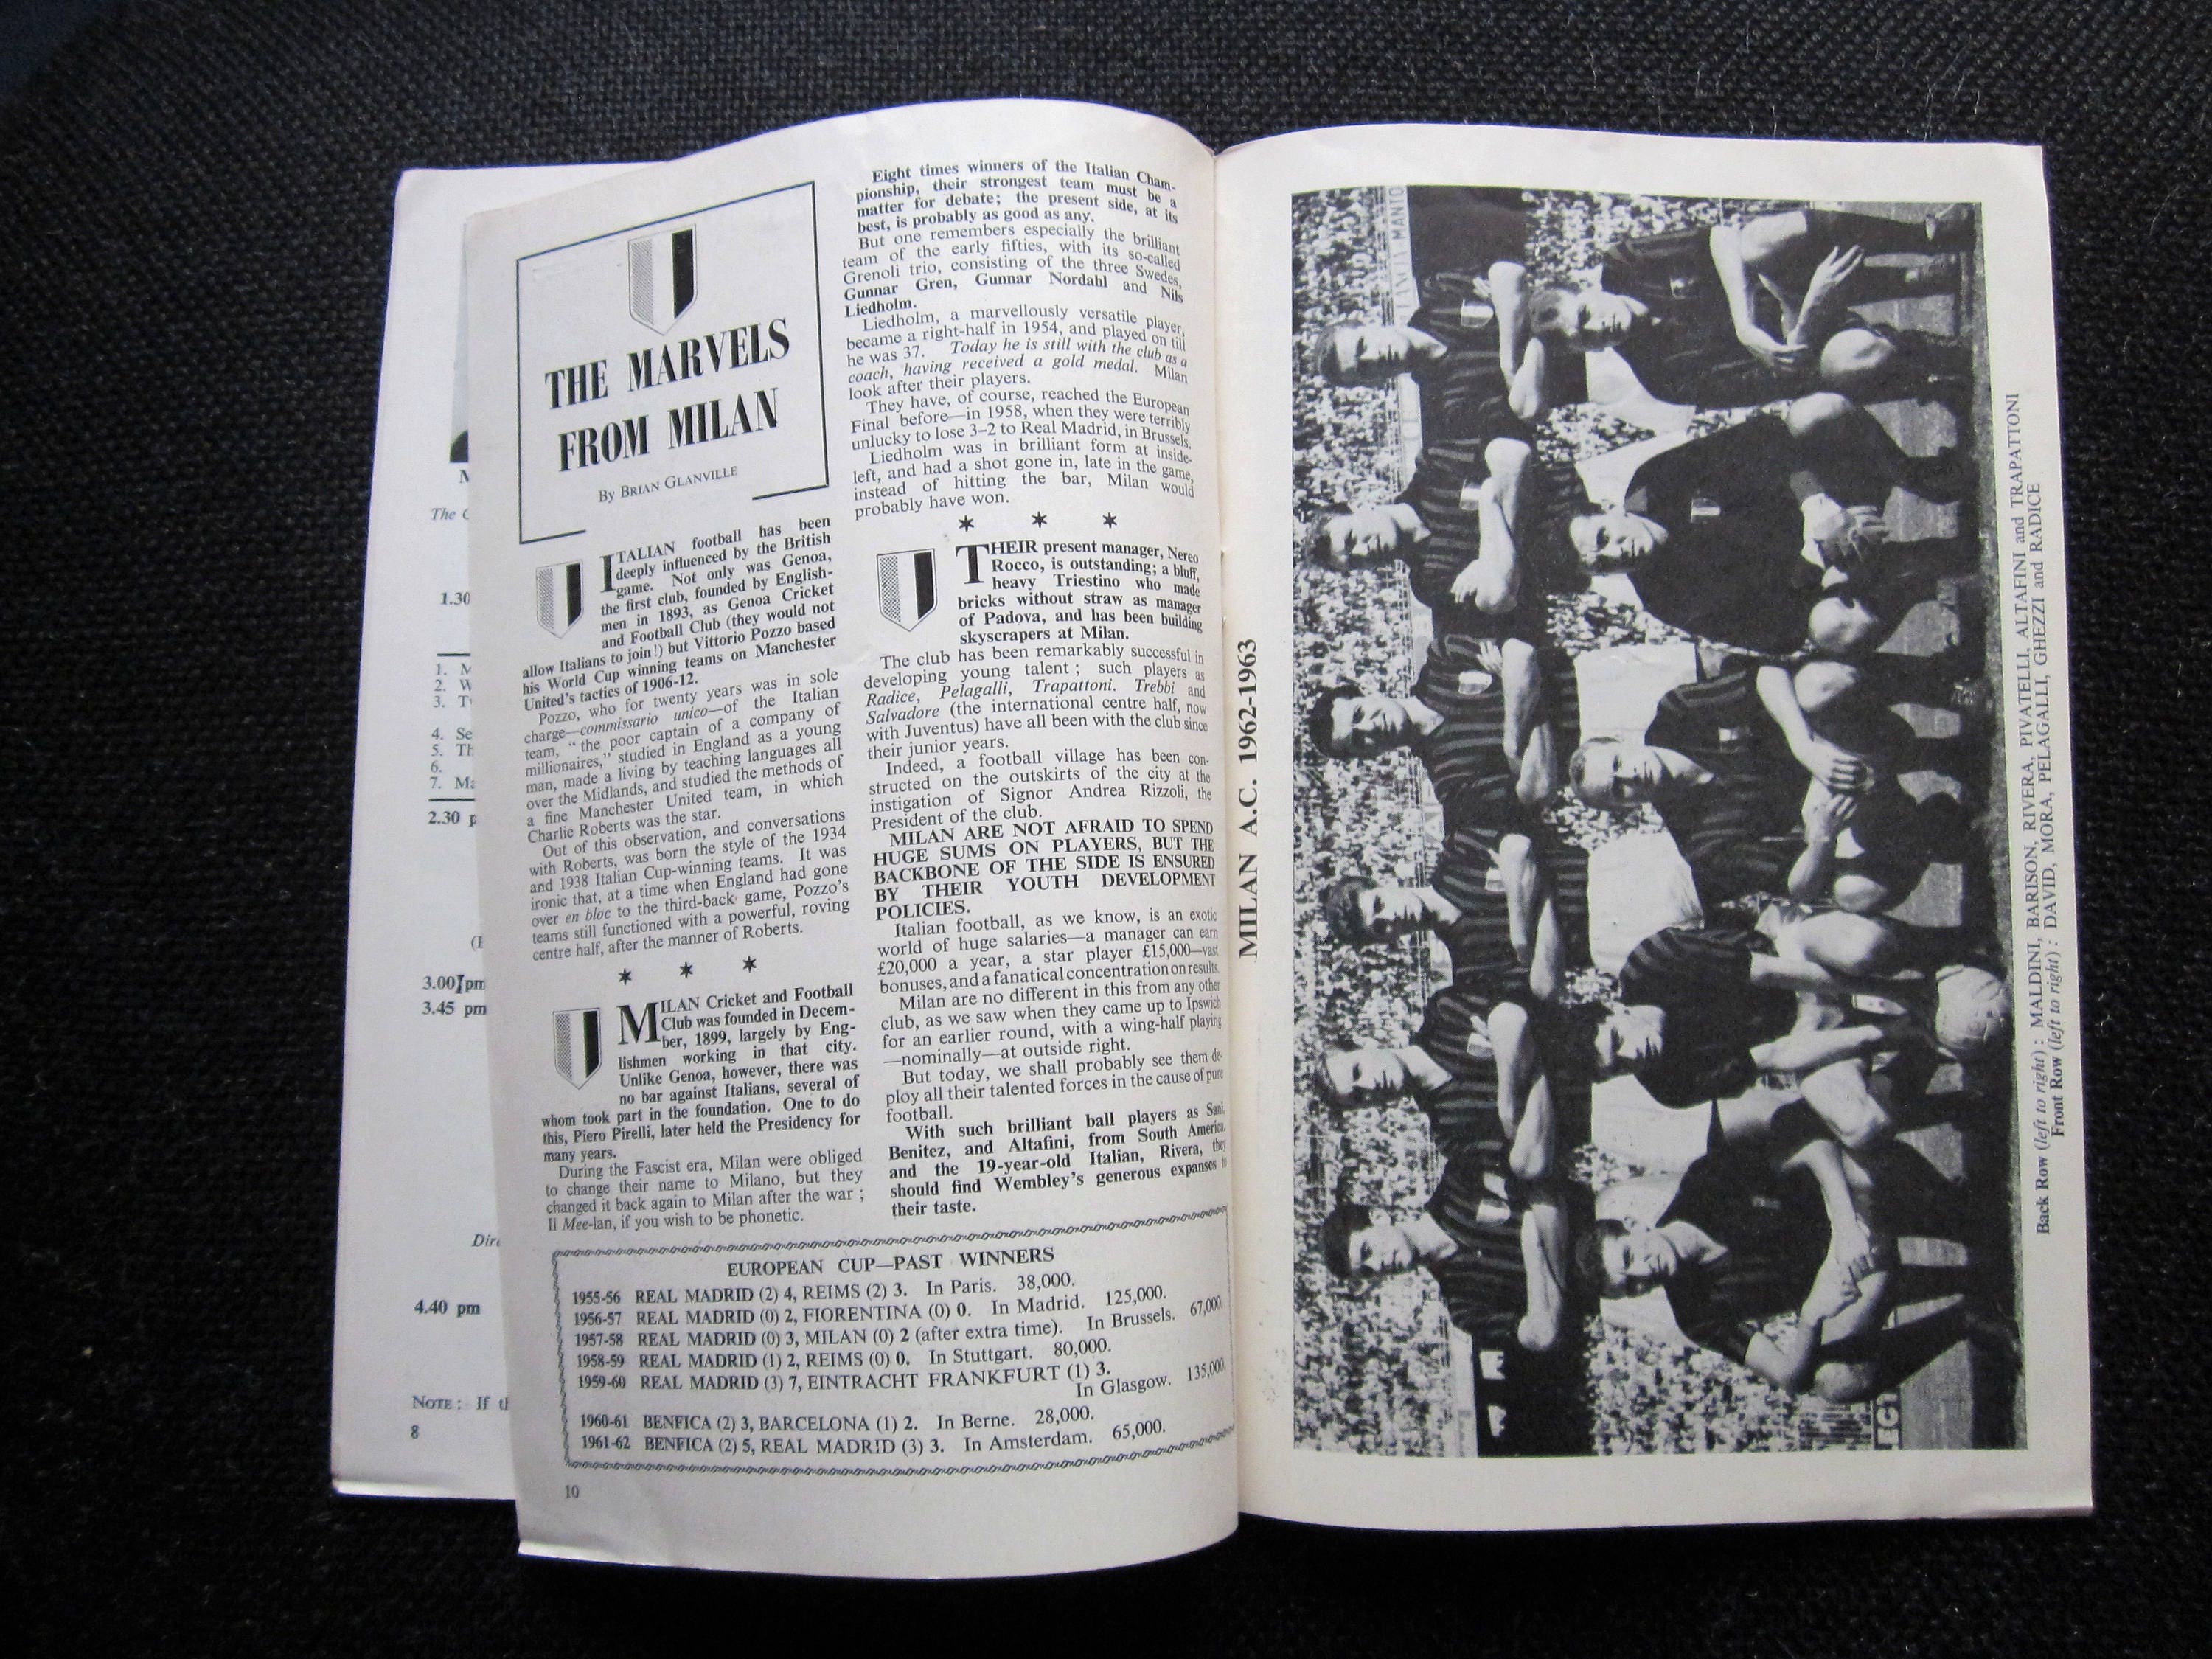 M
The C
1.30
1. M
2. W
3. Tw
4. Se
5. Th
6.
7. Ma
2.30 p
(B
3.00 pm
3.45 pm
Dire
4.40 pm
NOTE: If th
8
THE MARVELS
FROM MILAN
By BRIAN GLANVILLE
ITALIAN football has been
deeply influenced by the British
game. Not only was Genoa,
the first club, founded by English-
men in 1893, as Genoa Cricket
and Football Club (they would not
allow Italians to join!) but Vittorio Pozzo based
his World Cup winning teams on Manchester
United's tactics of 1906-12.
Pozzo, who for twenty years was in sole
charge—commissario unico—of the Italian
team, "the poor captain of a company of
millionaires," studied in England as a young
man, made a living by teaching languages all
over the Midlands, and studied the methods of
a fine Manchester United team, in which
Charlie Roberts was the star.
Out of this observation, and conversations
with Roberts, was born the style of the 1934
and 1938 Italian Cup-winning teams. It was
ironic that, at a time when England had gone
over en bloc to the third-back game, Pozzo's
teams still functioned with a powerful, roving
centre half, after the manner of Roberts.
* * *
MILAN Cricket and Football
Club was founded in Decem-
ber, 1899, largely by Eng-
lishmen working in that city.
Unlike Genoa, however, there was
no bar against Italians, several of
whom took part in the foundation. One to do
this, Piero Pirelli, later held the Presidency for
many years.
During the Fascist era, Milan were obliged
to change their name to Milano, but they
changed it back again to Milan after the war;
Il Mee-lan, if you wish to be phonetic.
Eight times winners of the Italian Cham-
pionship, their strongest team must be a
matter for debate; the present side, at its
best, is probably as good as any.
But one remembers especially the brilliant
team of the early fifties, with its so-called
Grenoli trio, consisting of the three Swedes,
Gunnar Gren, Gunnar Nordahl and Nils
Liedholm.
Liedholm, a marvellously versatile player,
became a right-half in 1954, and played on till
he was 37. Today he is still with the club as a
coach, having received a gold medal. Milan
look after their players.
They have, of course, reached the European
Final before—in 1958, when they were terribly
unlucky to lose 3–2 to Real Madrid, in Brussels.
Liedholm was in brilliant form at inside-
left, and had a shot gone in, late in the game,
instead of hitting the bar, Milan would
probably have won.
* * *
THEIR present manager, Nereo
Rocco, is outstanding; a bluff,
heavy Triestino who made
bricks without straw as manager
of Padova, and has been building
skyscrapers at Milan.
The club has been remarkably successful in
developing young talent; such players as
Radice, Pelagalli, Trapattoni. Trebbi and
Salvadore (the international centre half, now
with Juventus) have all been with the club since
their junior years.
Indeed, a football village has been con-
structed on the outskirts of the city at the
instigation of Signor Andrea Rizzoli, the
President of the club.
MILAN ARE NOT AFRAID TO SPEND
HUGE SUMS ON PLAYERS, BUT THE
BACKBONE OF THE SIDE IS ENSURED
BY THEIR YOUTH DEVELOPMENT
POLICIES.
Italian football, as we know, is an exotic
world of huge salaries—a manager can earn
£20,000 a year, a star player £15,000—vast
bonuses, and a fanatical concentration on results.
Milan are no different in this from any other
club, as we saw when they came up to Ipswich
for an earlier round, with a wing-half playing
—nominally—at outside right.
But today, we shall probably see them de-
ploy all their talented forces in the cause of pure
football.
With such brilliant ball players as Sani,
Benitez, and Altafini, from South America,
and the 19-year-old Italian, Rivera, they
should find Wembley's generous expanses to
their taste.
EUROPEAN CUP—PAST WINNERS
1955-56 REAL MADRID (2) 4, REIMS (2) 3. In Paris. 38,000.
1956-57 REAL MADRID (0) 2, FIORENTINA (0) 0. In Madrid. 125,000.
1957-58 REAL MADRID (0) 3, MILAN (0) 2 (after extra time). In Brussels. 67,000.
1958-59 REAL MADRID (1) 2, REIMS (0) 0. In Stuttgart. 80,000.
1959-60 REAL MADRID (3) 7, EINTRACHT FRANKFURT (1) 3.
In Glasgow. 135,000.
1960-61 BENFICA (2) 3, BARCELONA (1) 2. In Berne. 28,000.
1961-62 BENFICA (2) 5, REAL MADRID (3) 3. In Amsterdam. 65,000.
10
MILAN A.C. 1962-1963
MANTO
EGT
Back Row (left to right): MALDINI, BARISON, RIVERA, PIVATELLI, ALTAFINI and TRAPATTONI
Front Row (left to right): DAVID, MORA, PELAGALLI, GHEZZI and RADICE